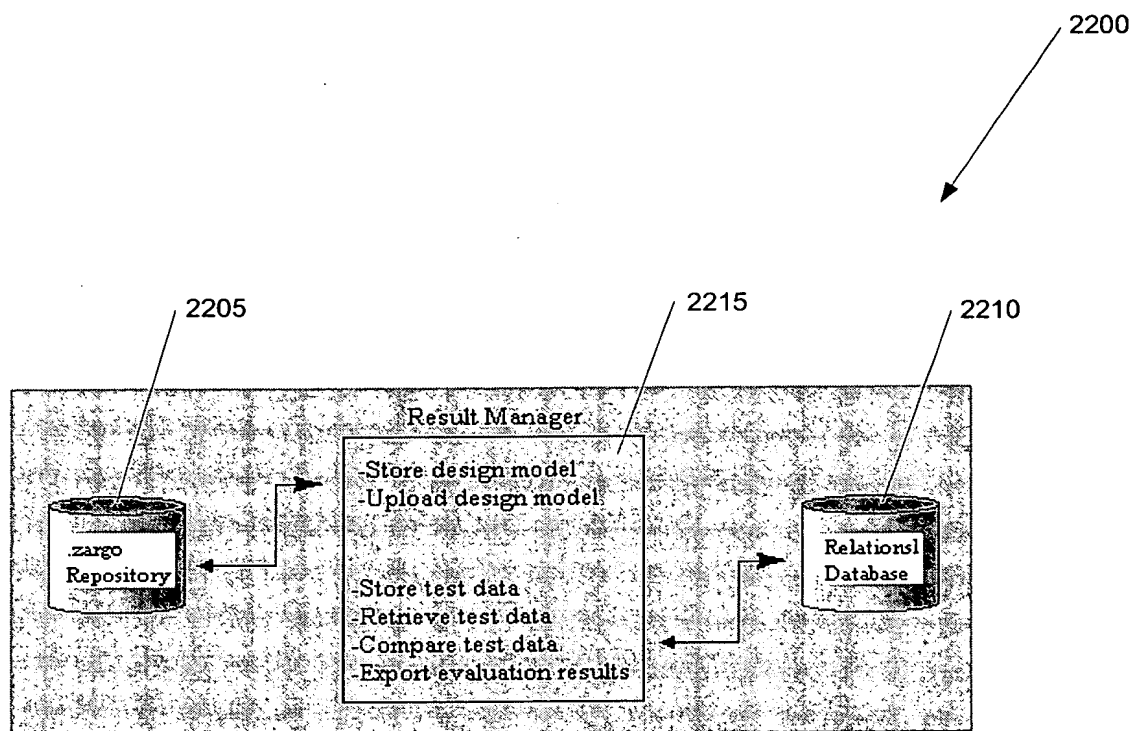 2200
2205
2215
2210
Result Manager
-Store design model
-Upload design model
.zargo
Repository
Relationsl
Database
-Store test data
-Retrieve test data
-Compare test data
-Export evaluation results